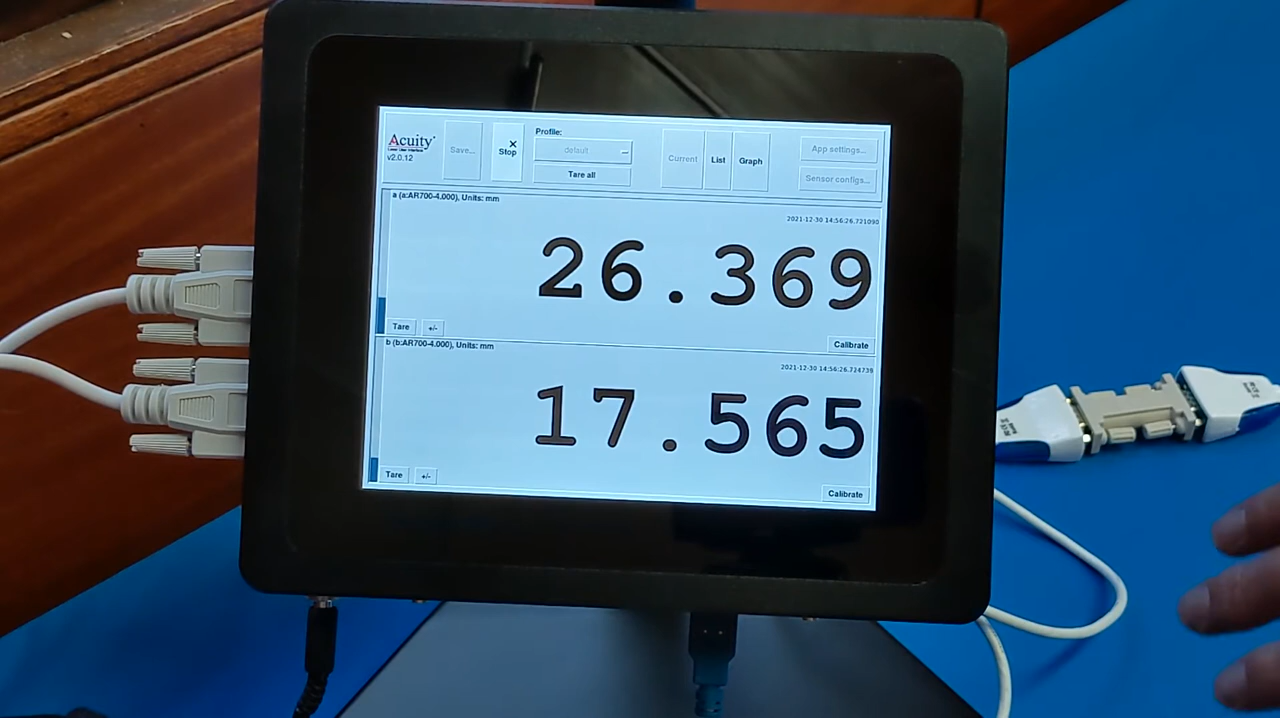 Acuity
v2.0.12
Save...
X
Stop
Profile:
default
Tare all
Current
List
Graph
App settings...
Sensor configs...
a (a:AR700-4.000), Units: mm
2021-12-30 14:56:26.721090
26.369
Tare
+/-
Calibrate
b (b:AR700-4.000), Units: mm
2021-12-30 14:56:26.724739
17.565
Tare
+/-
Calibrate